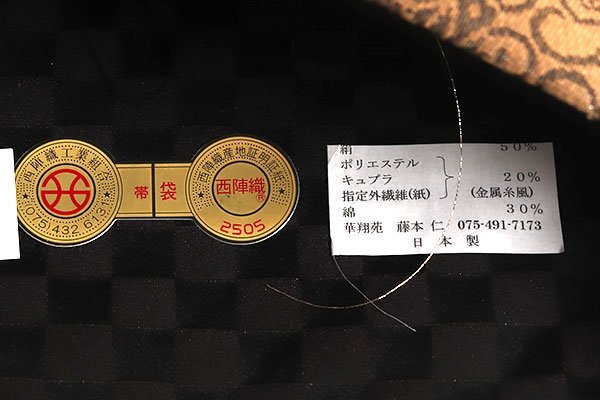 西陣織工業組合
(075)432 6131
帯 袋
西陣織産地証明証紙
西陣織®
2505
絹 50%
ポリエステル
キュプラ 20%
指定外繊維(紙) (金属糸風)
綿 30%
華翔苑 藤本 仁 075-491-7173
日 本 製